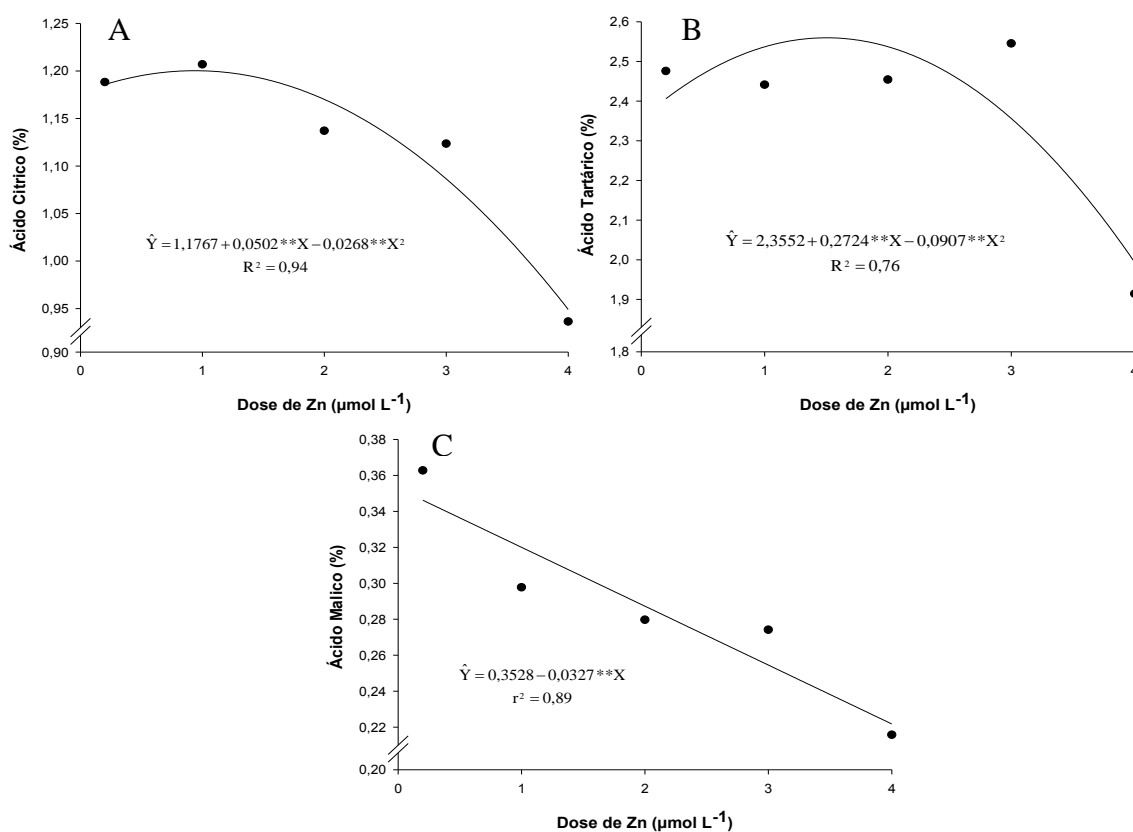 A
Ácido Cítrico (%)
1,25
1,20
1,15
1,10
1,05
1,00
0,95
0,90
Ŷ = 1,1767 + 0,0502 **X − 0,0268 **X²
R² = 0,94
0 1 2 3 4
Dose de Zn (µmol L⁻¹)
B
Ácido Tartárico (%)
2,6
2,5
2,4
2,3
2,2
2,1
2,0
1,9
1,8
Ŷ = 2,3552 + 0,2724 **X − 0,0907 **X²
R² = 0,76
0 1 2 3 4
Dose de Zn (µmol L⁻¹)
C
Ácido Malico (%)
0,38
0,36
0,34
0,32
0,30
0,28
0,26
0,24
0,22
0,20
Ŷ = 0,3528 − 0,0327 **X
r² = 0,89
0 1 2 3 4
Dose de Zn (µmol L⁻¹)